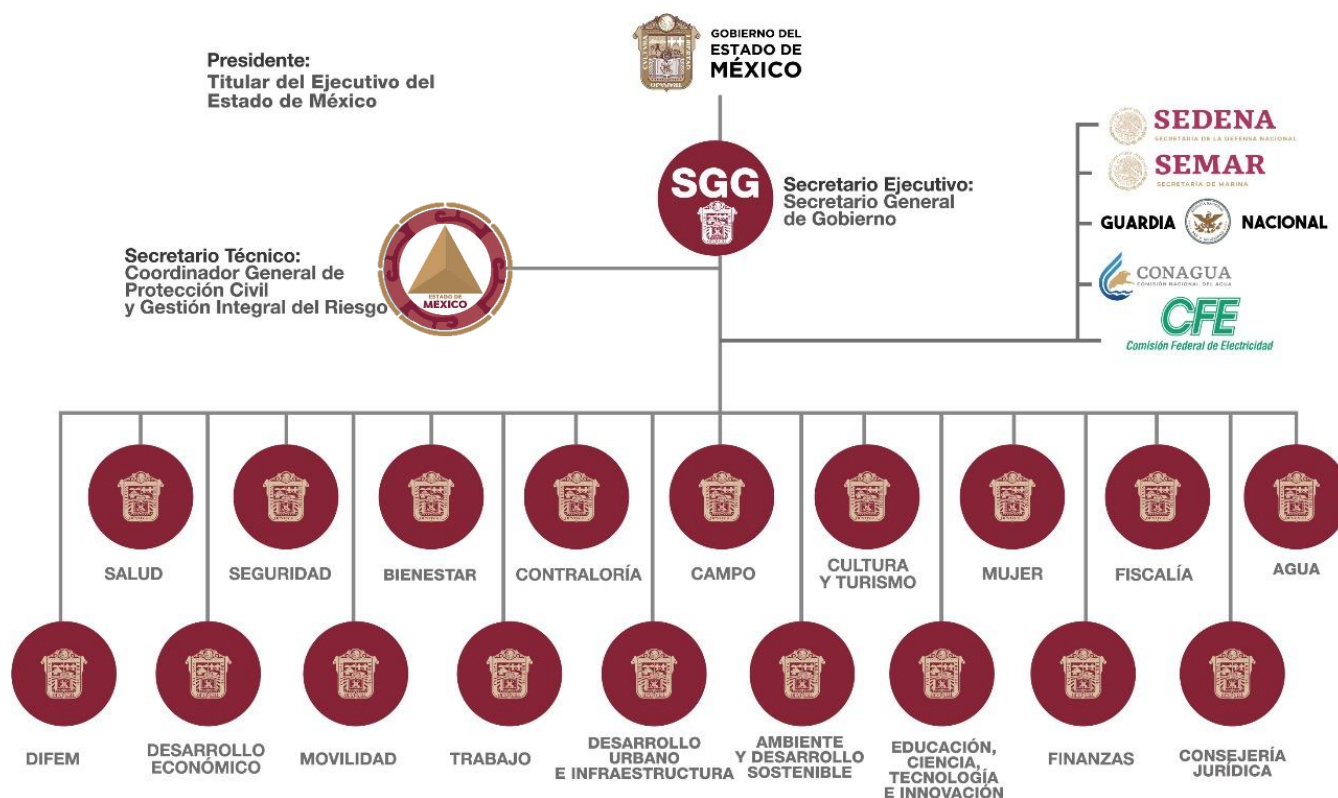 GOBIERNO DEL
ESTADO DE
MÉXICO
Presidente:
Titular del Ejecutivo del
Estado de México
SGG
Secretario Ejecutivo:
Secretario General
de Gobierno
SEDENA
SECRETARÍA DE LA DEFENSA NACIONAL
SEMAR
SECRETARÍA DE MARINA
GUARDIA NACIONAL
CONAGUA
COMISIÓN NACIONAL DEL AGUA
CFE
Comisión Federal de Electricidad
Secretario Técnico:
Coordinador General de
Protección Civil
y Gestión Integral del Riesgo
ESTADO DE
MÉXICO
SALUD
SEGURIDAD
BIENESTAR
CONTRALORÍA
CAMPO
CULTURA
Y TURISMO
MUJER
FISCALÍA
AGUA
DIFEM
DESARROLLO
ECONÓMICO
MOVILIDAD
TRABAJO
DESARROLLO
URBANO
E INFRAESTRUCTURA
AMBIENTE
Y DESARROLLO
SOSTENIBLE
EDUCACIÓN,
CIENCIA,
TECNOLOGÍA
E INNOVACIÓN
FINANZAS
CONSEJERÍA
JURÍDICA